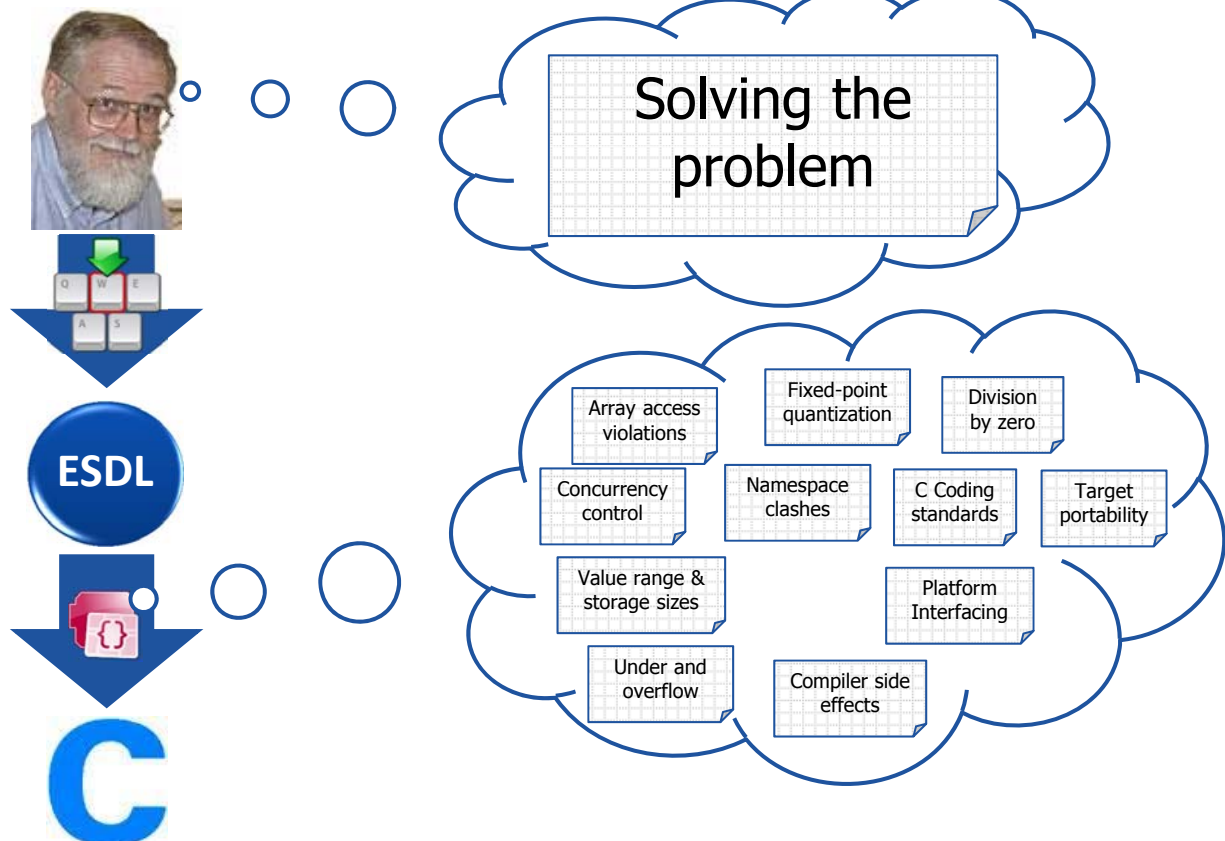 Solving the
problem
Q W E
A S
ESDL
{}
C
Array access
violations
Fixed-point
quantization
Division
by zero
Concurrency
control
Namespace
clashes
C Coding
standards
Target
portability
Value range &
storage sizes
Platform
Interfacing
Under and
overflow
Compiler side
effects